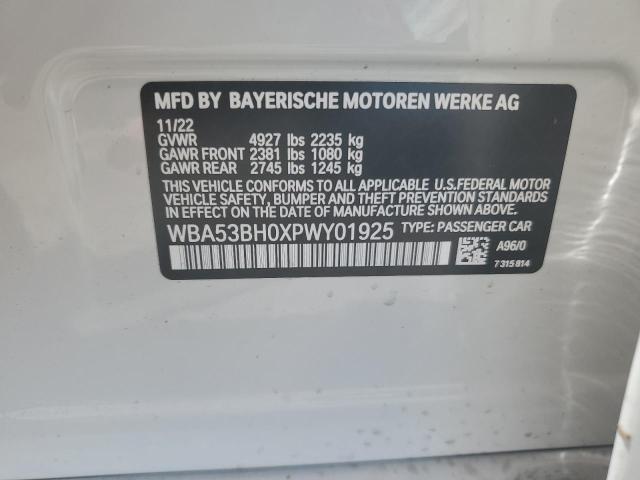 MFD BY BAYERISCHE MOTOREN WERKE AG
11/22
GVWR 4927 lbs 2235 kg
GAWR FRONT 2381 lbs 1080 kg
GAWR REAR 2745 lbs 1245 kg
THIS VEHICLE CONFORMS TO ALL APPLICABLE U.S.FEDERAL MOTOR
VEHICLE SAFETY, BUMPER AND THEFT PREVENTION STANDARDS
IN EFFECT ON THE DATE OF MANUFACTURE SHOWN ABOVE.
WBA53BH0XPWY01925 TYPE: PASSENGER CAR
A96/0
7315814